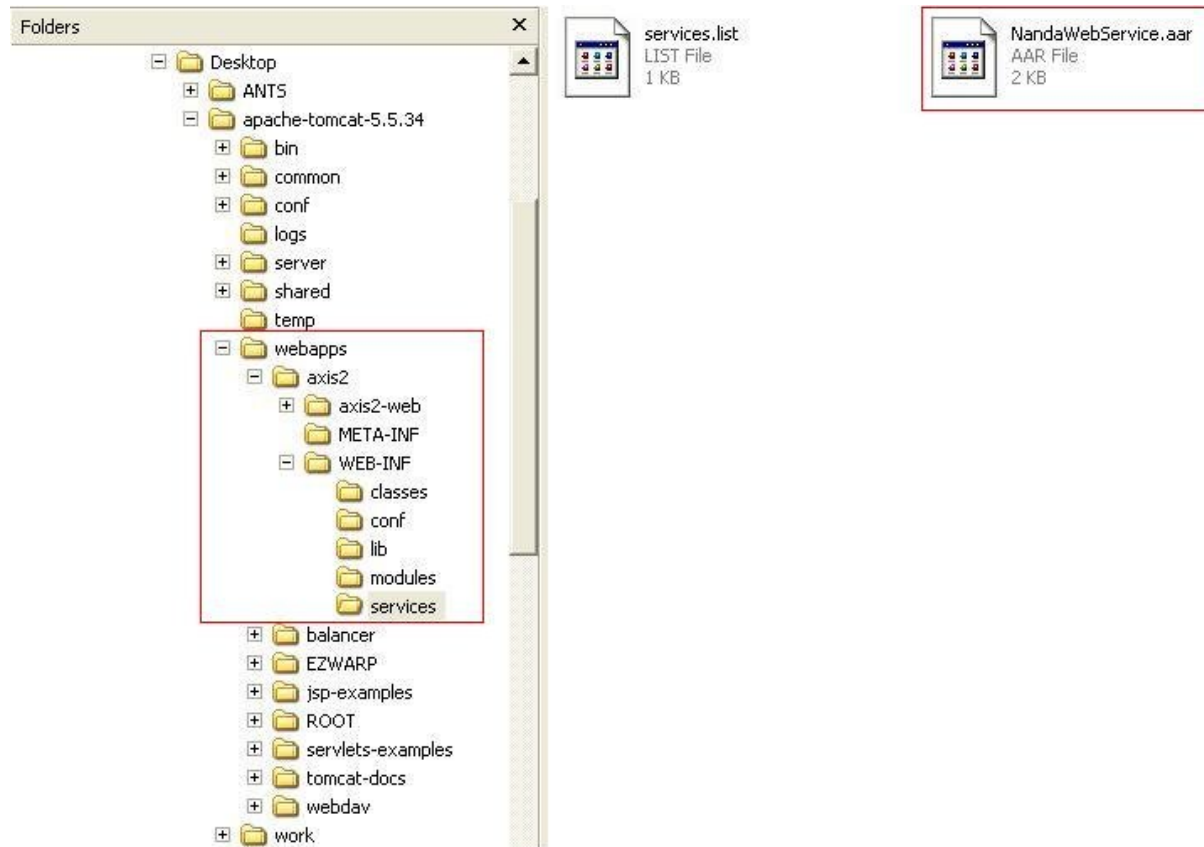 Folders
Desktop
ANTS
apache-tomcat-5.5.34
bin
common
conf
logs
server
shared
temp
webapps
axis2
axis2-web
META-INF
WEB-INF
classes
conf
lib
modules
services
balancer
EZWARP
jsp-examples
ROOT
servlets-examples
tomcat-docs
webdav
work
services.list
LIST File
1 KB
NandaWebService.aar
AAR File
2 KB